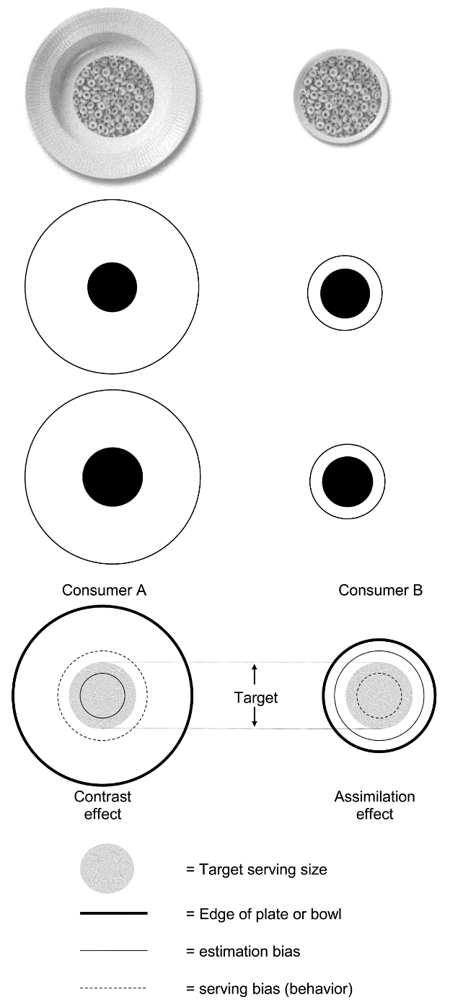 Consumer A
Consumer B
Target
Contrast
effect
Assimilation
effect
= Target serving size
= Edge of plate or bowl
= estimation bias
= serving bias (behavior)